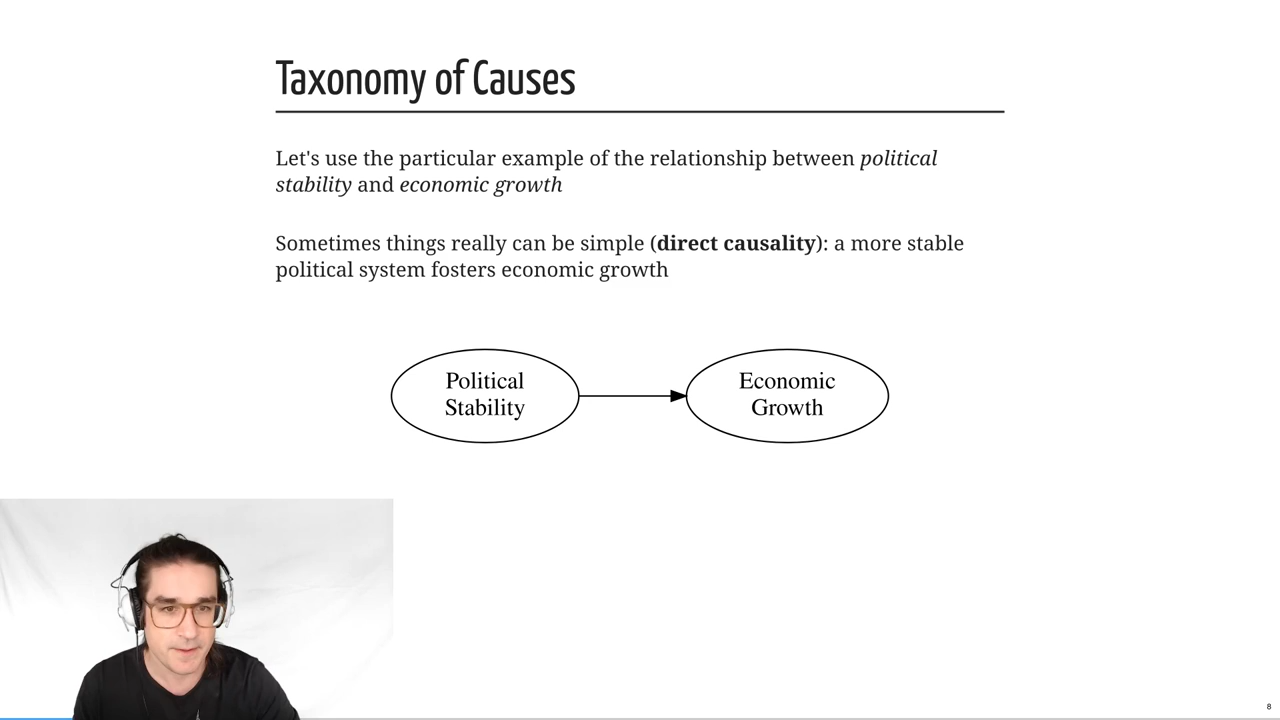 Taxonomy of Causes
Let's use the particular example of the relationship between political
stability and economic growth
Sometimes things really can be simple (direct causality): a more stable
political system fosters economic growth
Political
Stability
Economic
Growth
8